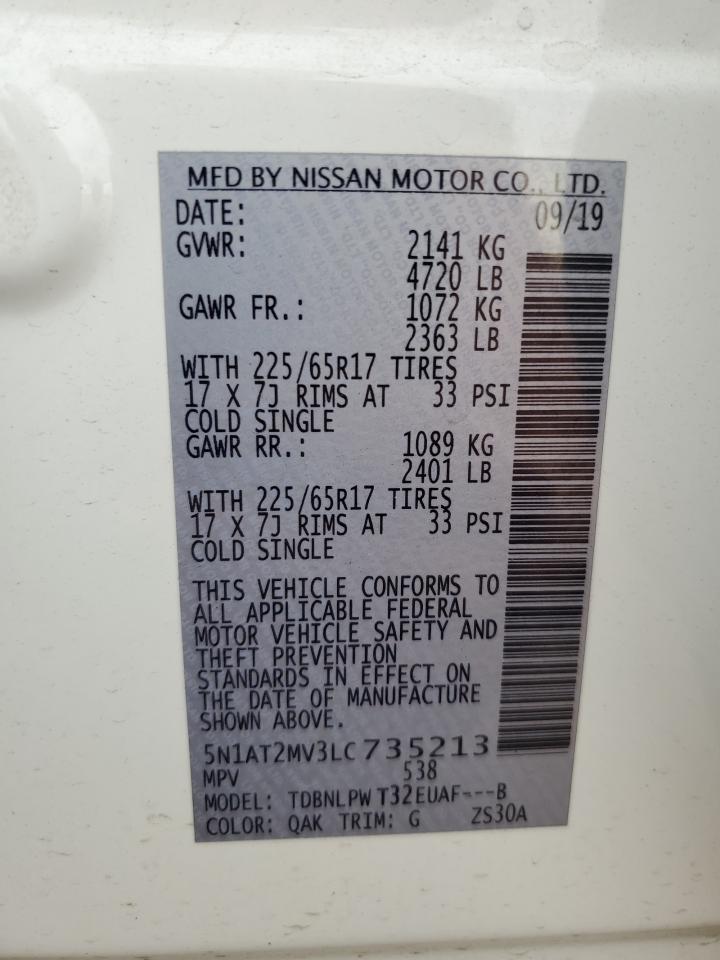 MFD BY NISSAN MOTOR CO., LTD.
DATE: 09/19
GVWR: 2141 KG
4720 LB
GAWR FR.: 1072 KG
2363 LB
WITH 225/65R17 TIRES
17 X 7J RIMS AT 33 PSI
COLD SINGLE
GAWR RR.: 1089 KG
2401 LB
WITH 225/65R17 TIRES
17 X 7J RIMS AT 33 PSI
COLD SINGLE
THIS VEHICLE CONFORMS TO
ALL APPLICABLE FEDERAL
MOTOR VEHICLE SAFETY AND
THEFT PREVENTION
STANDARDS IN EFFECT ON
THE DATE OF MANUFACTURE
SHOWN ABOVE.
5N1AT2MV3LC735213
MPV 538
MODEL: TDBNLPW T32EUAF---B
COLOR: QAK TRIM: G ZS30A